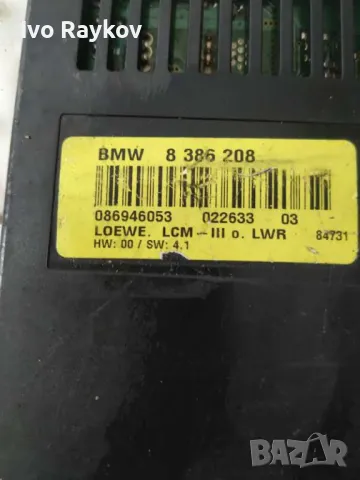 Ivo Raykov
BMW 8 386 208
086946053 022633 03
LOEWE. LCM-III o. LWR 84731
HW: 00 / SW: 4.1
BAZAR